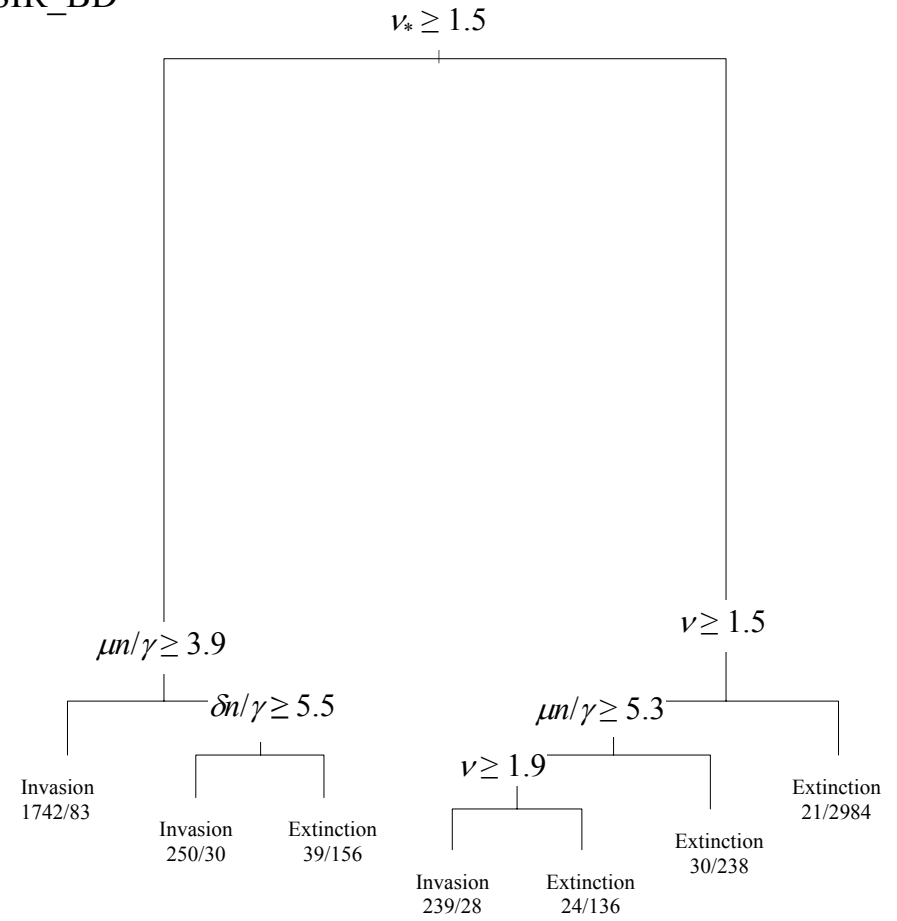 SIR_BD
ν* ≥ 1.5
ν ≥ 1.5
μn/γ ≥ 3.9
δn/γ ≥ 5.5
μn/γ ≥ 5.3
ν ≥ 1.9
Invasion
1742/83
Invasion
250/30
Extinction
39/156
Invasion
239/28
Extinction
24/136
Extinction
30/238
Extinction
21/2984